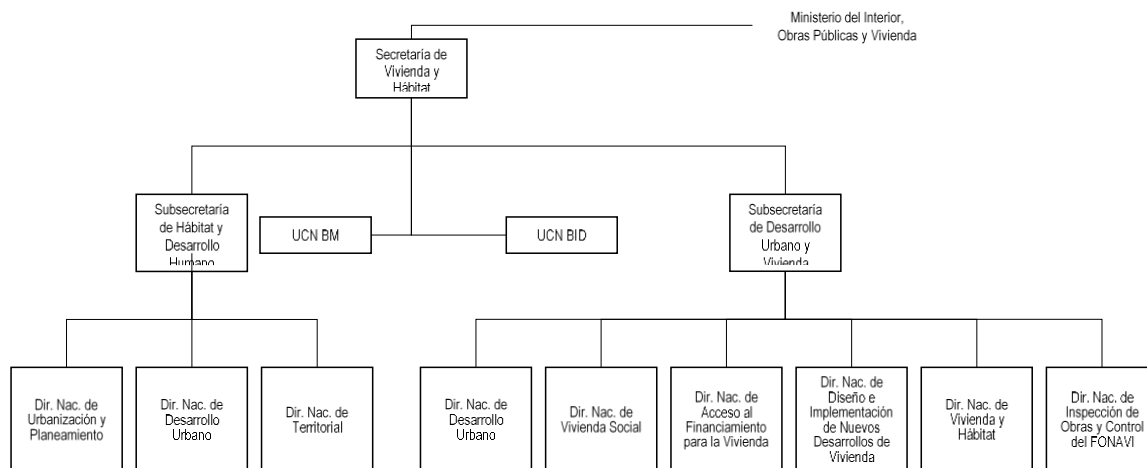 Ministerio del Interior,
Obras Públicas y Vivienda
Secretaría de
Vivienda y
Hábitat
Subsecretaría
de Hábitat y
Desarrollo
Humano
UCN BM
UCN BID
Subsecretaría
de Desarrollo
Urbano y
Vivienda
Dir. Nac. de
Urbanización y
Planeamiento
Dir. Nac. de
Desarrollo
Urbano
Dir. Nac. de
Territorial
Dir. Nac. de
Desarrollo
Urbano
Dir. Nac. de
Vivienda Social
Dir. Nac. de
Acceso al
Financiamiento
para la Vivienda
Dir. Nac. de
Diseño e
Implementación
de Nuevos
Desarrollos de
Vivienda
Dir. Nac. de
Vivienda y
Hábitat
Dir. Nac. de
Inspección de
Obras y Control
del FONAVI